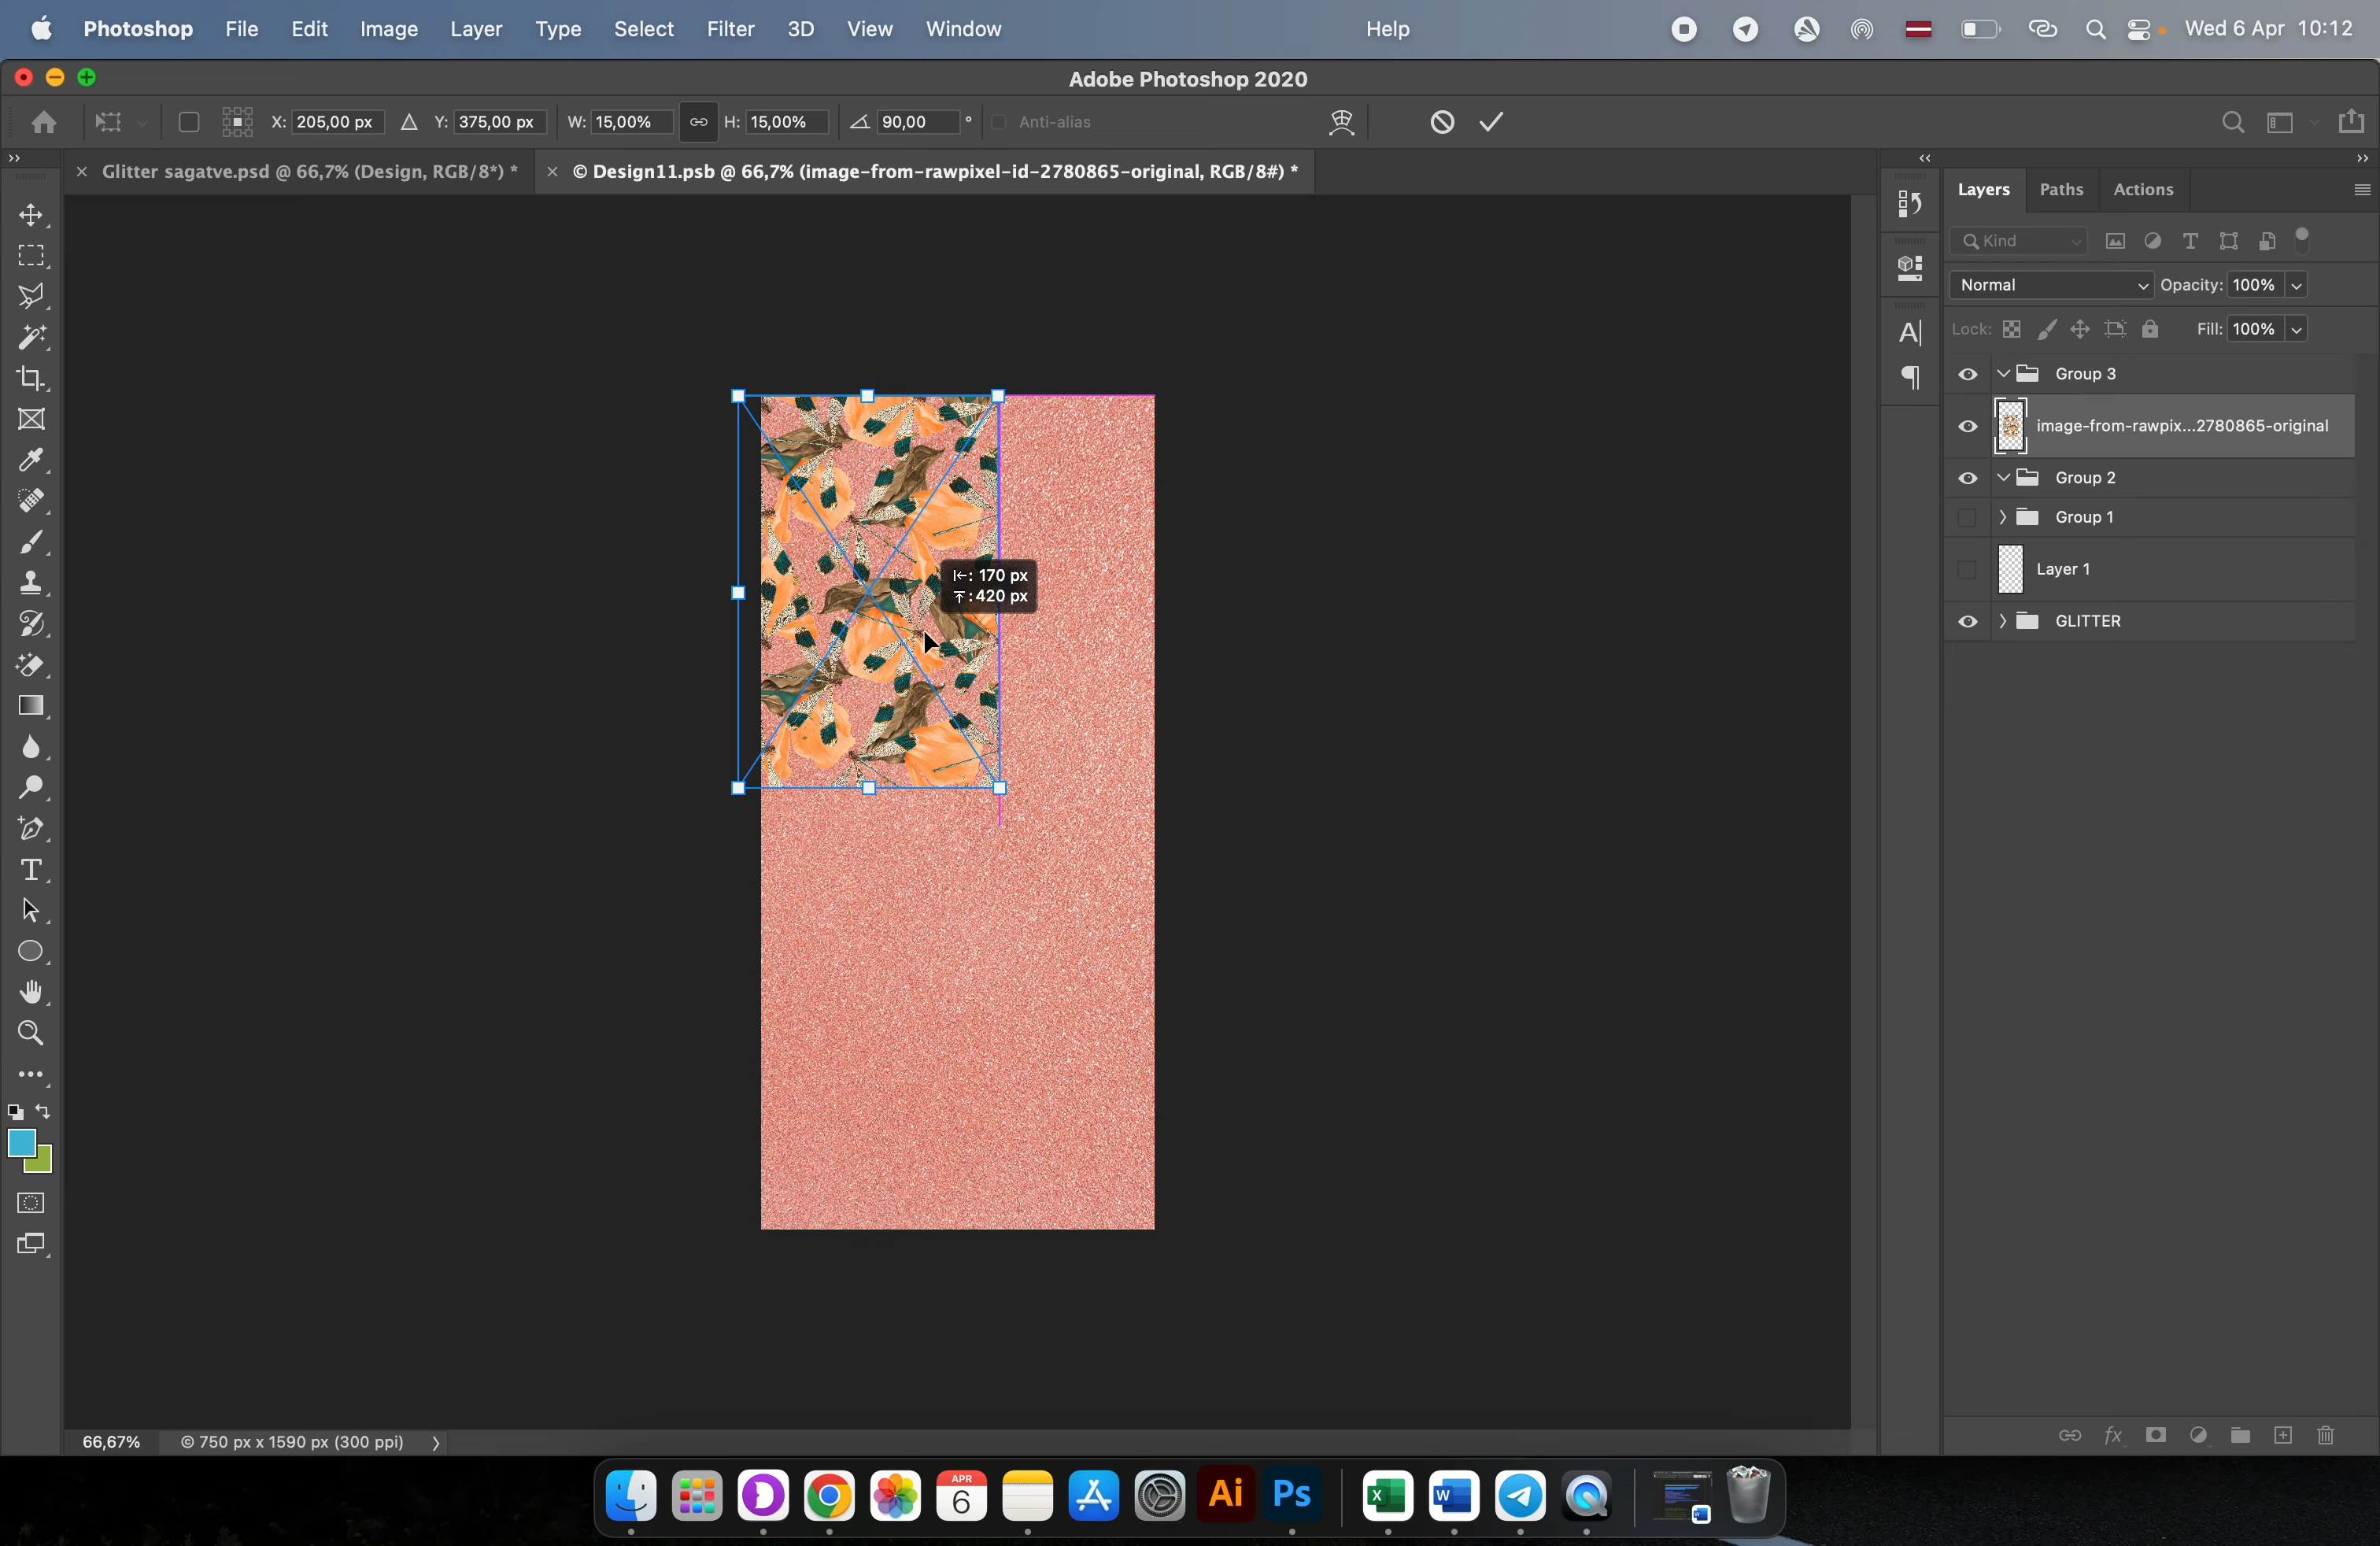 Photoshop File Edit Image Layer Type Select Filter 3D View Window Help Wed 6 Apr 10:12
Adobe Photoshop 2020
X: 205,00 px Y: 375,00 px W: 15,00% H: 15,00% 90,00 ° Anti-alias
× Glitter sagatve.psd @ 66,7% (Design, RGB/8*) * × © Design11.psb @ 66,7% (image-from-rawpixel-id-2780865-original, RGB/8#) *
Layers Paths Actions
Kind
Normal Opacity: 100%
Lock: Fill: 100%
Group 3
image-from-rawpix...2780865-original
Group 2
Group 1
Layer 1
GLITTER
: 170 px
: 420 px
66,67% © 750 px x 1590 px (300 ppi)
APR
6
Ai
Ps
X
W
W